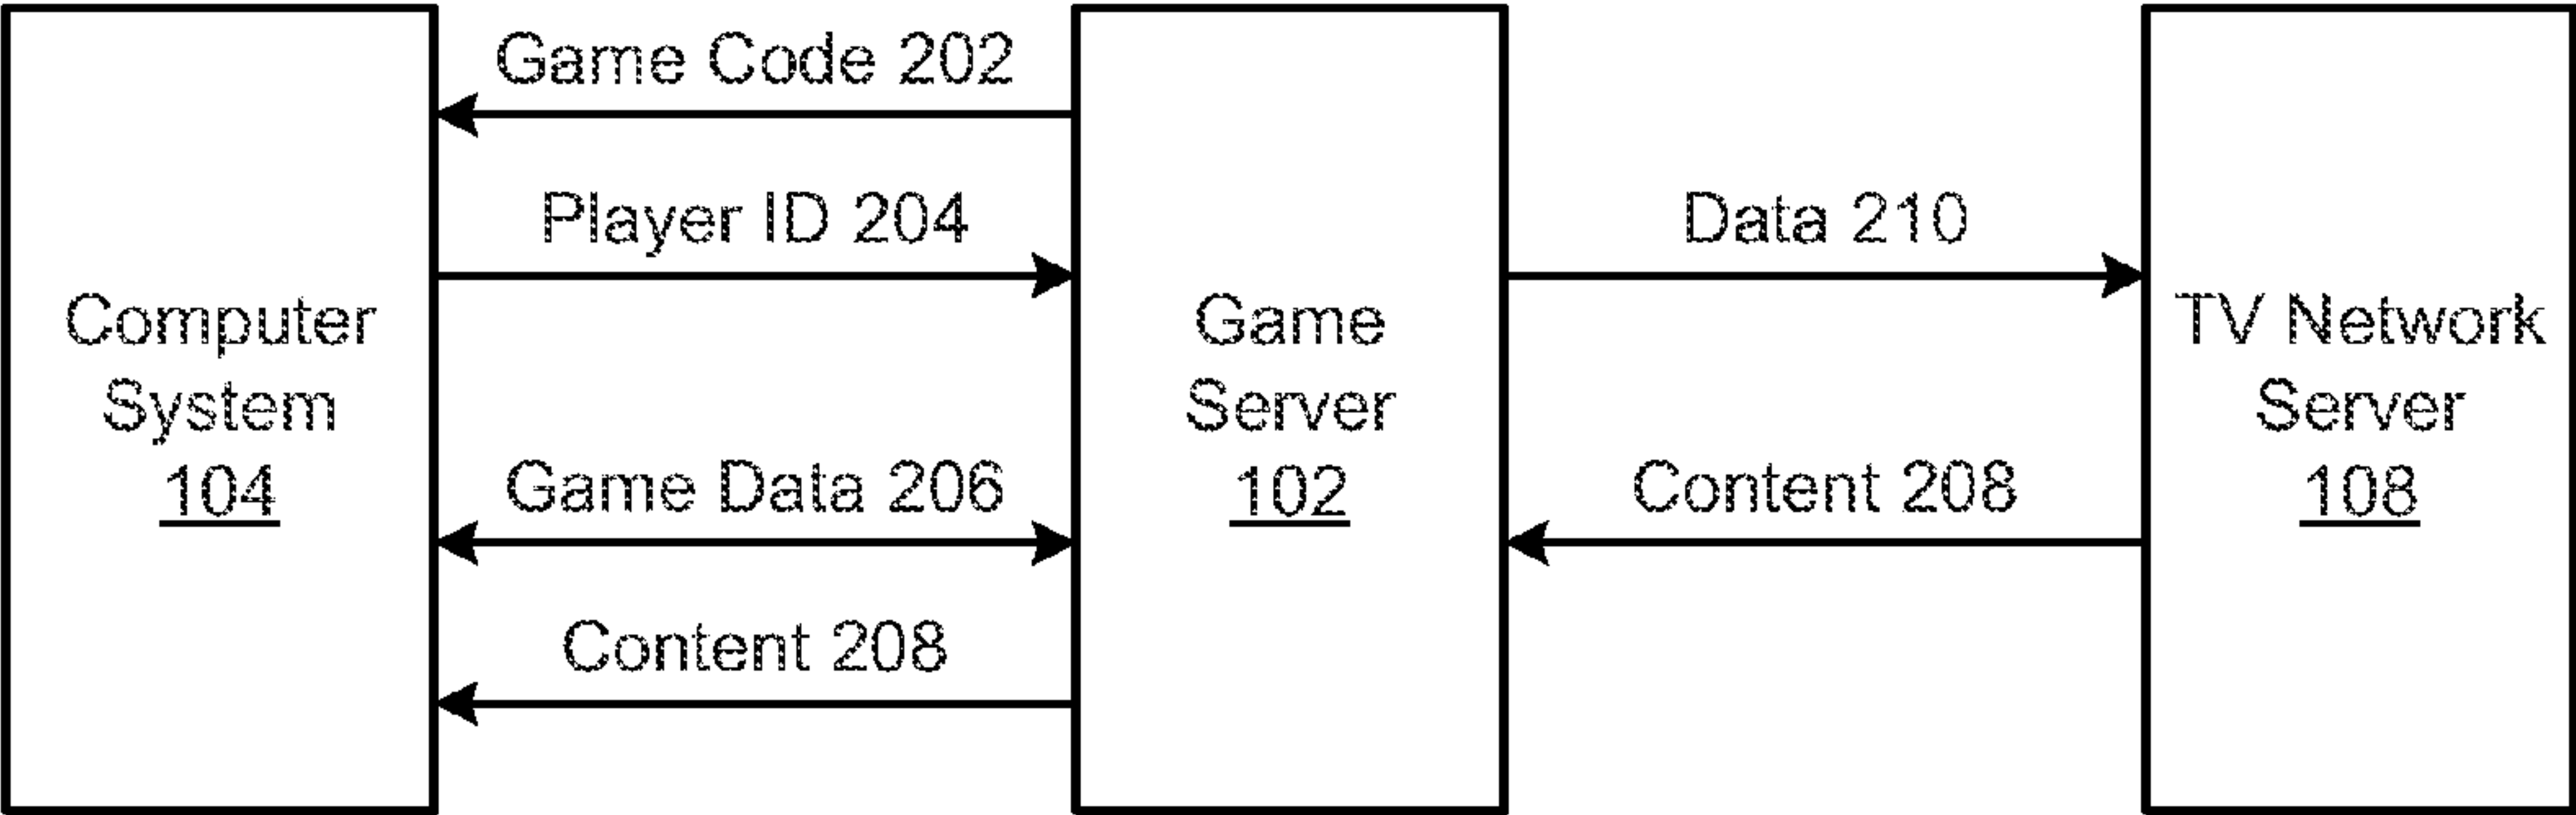 Game Code 202
Player ID 204
Data 210
Computer
System
104
Game
Server
102
TV Network
Server
108
Game Data 206
Content 208
Content 208